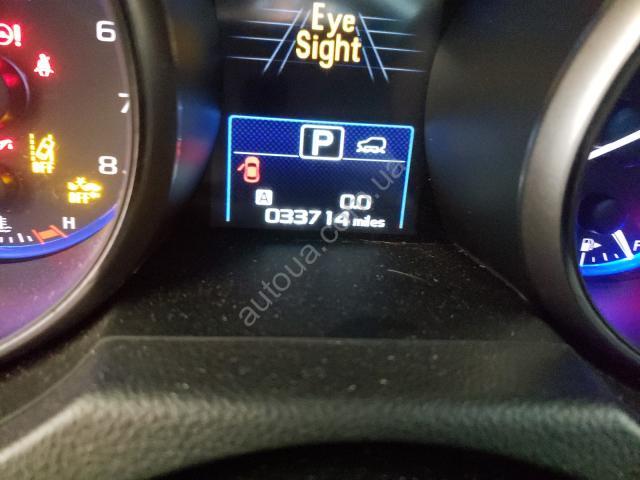 Eye
Sight
6
7
8
OFF
OFF
H
P
A 0.0
033714 miles
F
autoua.com.ua